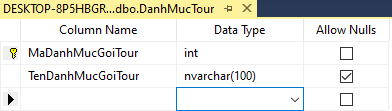 DESKTOP-8P5HBGR...dbo.DanhMucTour
Column Name Data Type Allow Nulls
MaDanhMucGoiTour int
TenDanhMucGoiTour nvarchar(100)